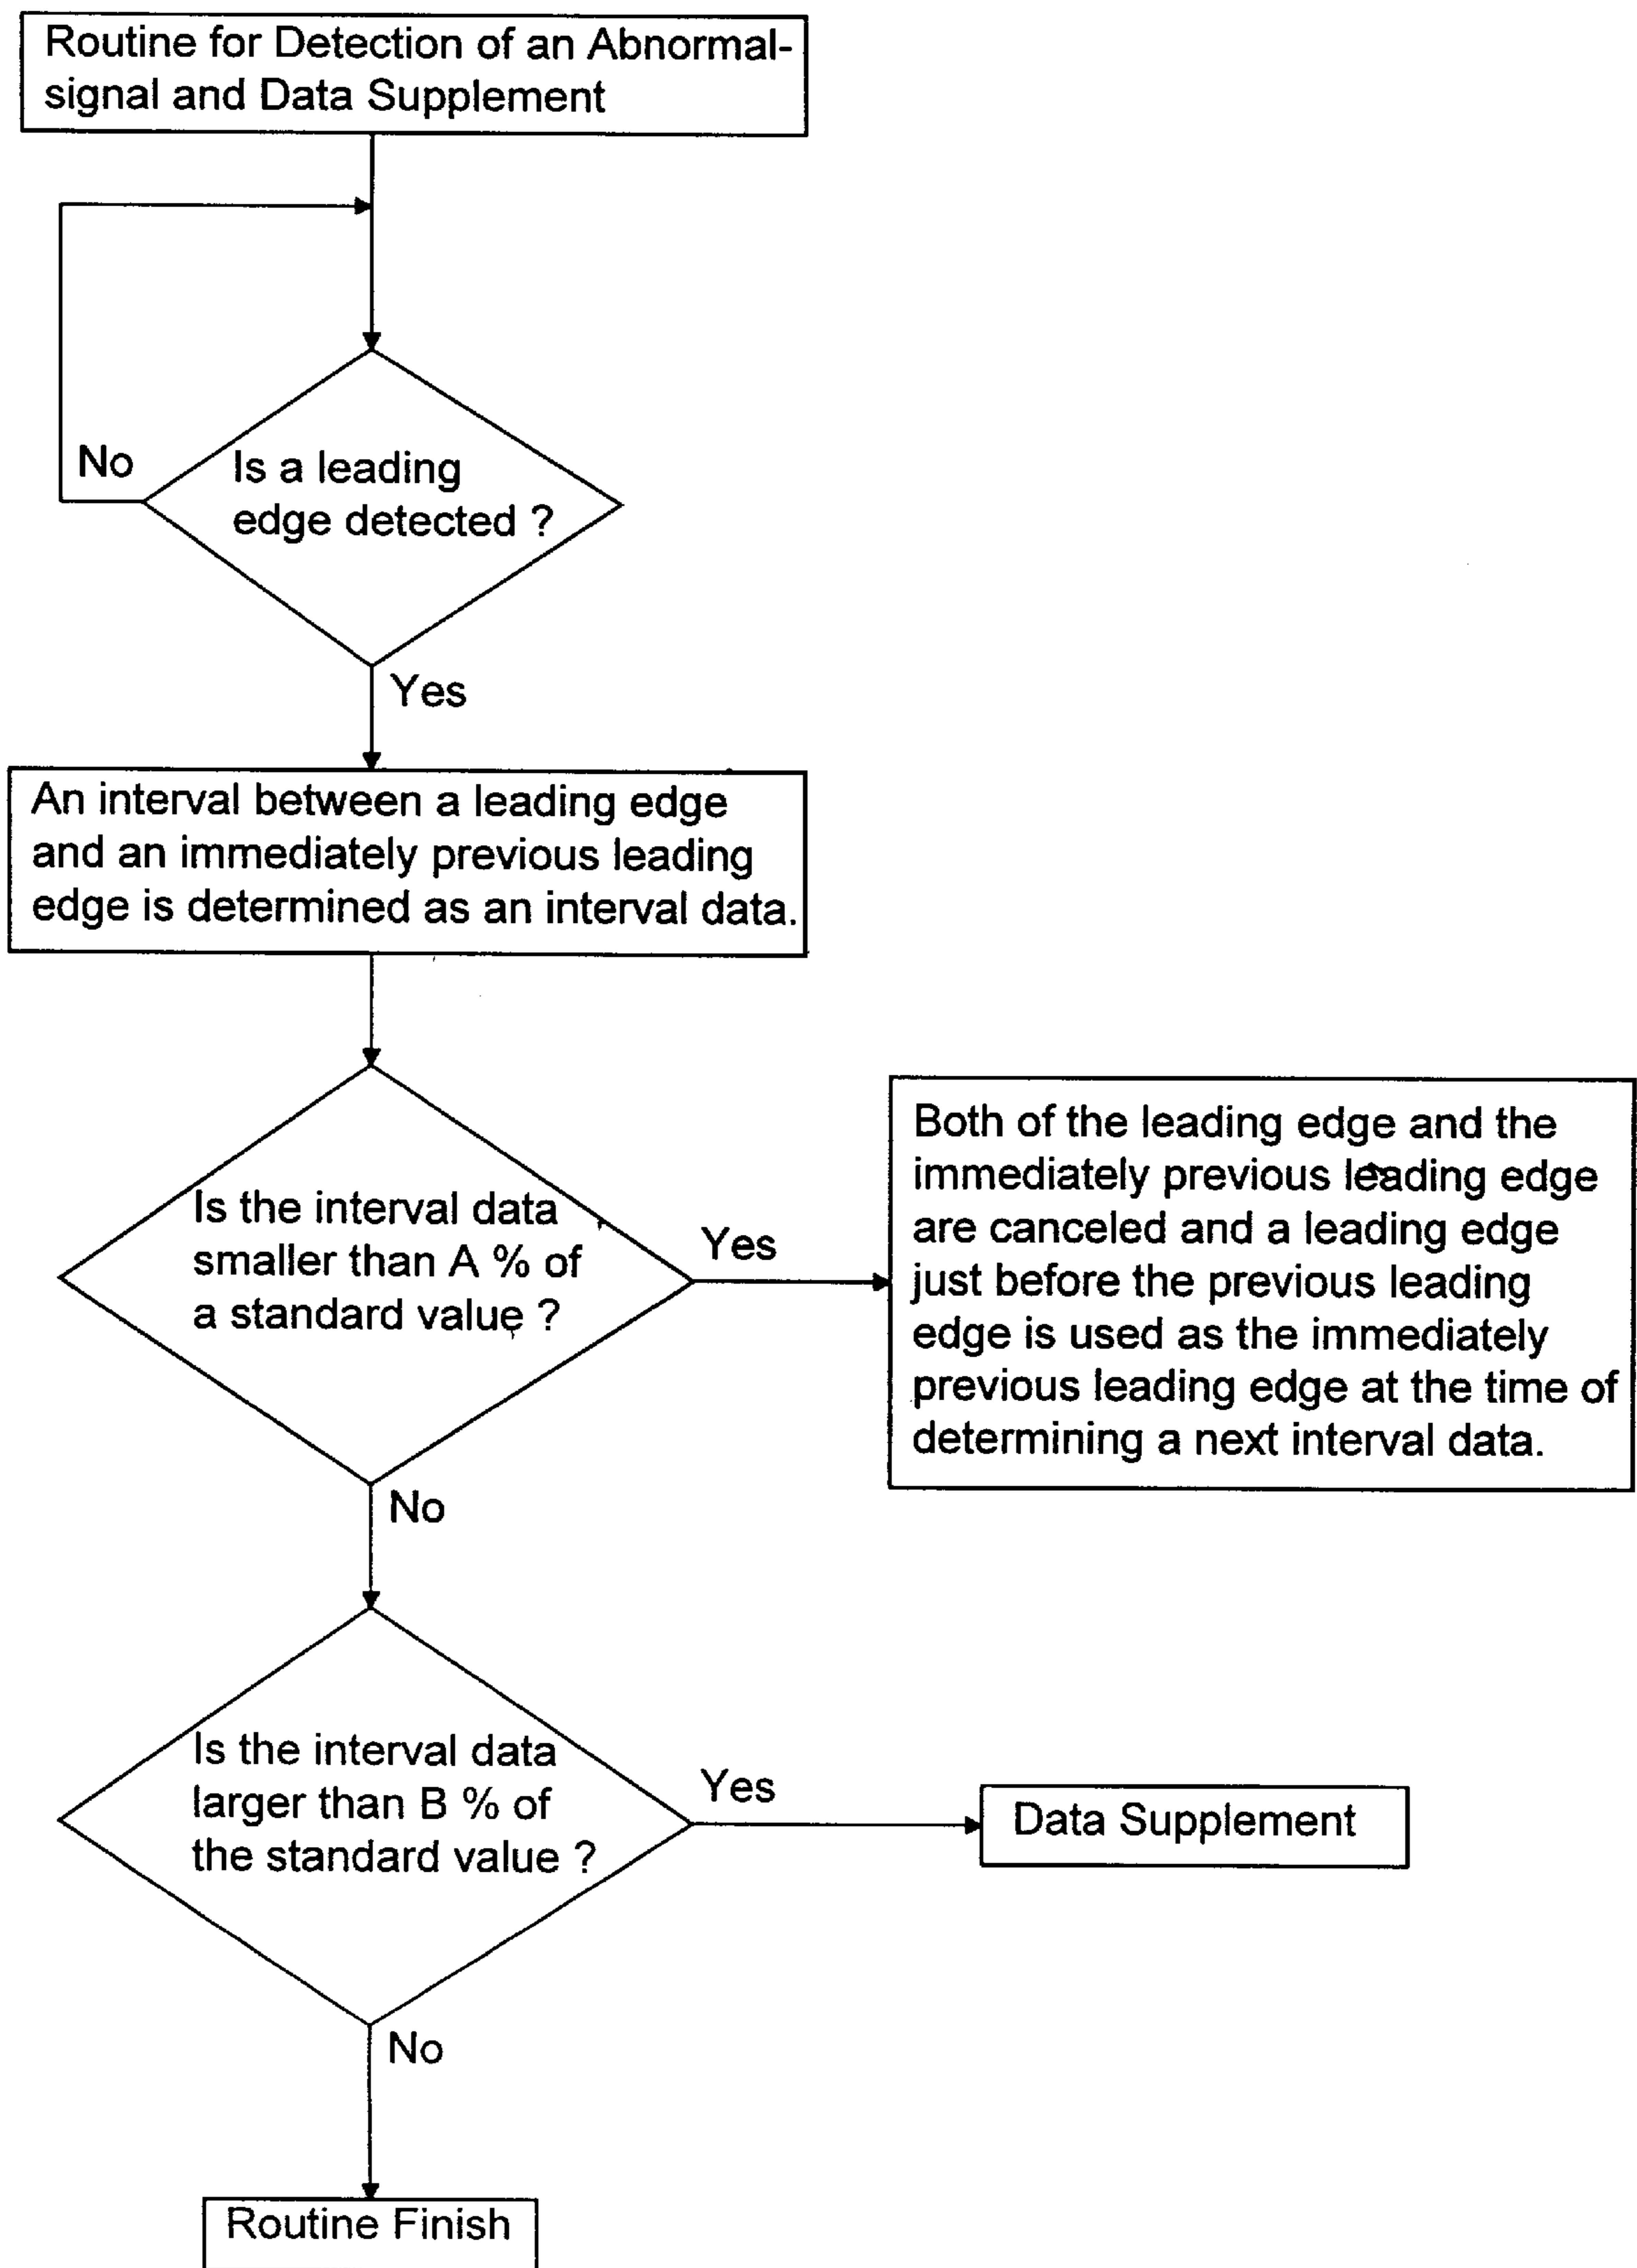 Routine for Detection of an Abnormal-
signal and Data Supplement
No
Is a leading
edge detected ?
Yes
An interval between a leading edge
and an immediately previous leading
edge is determined as an interval data.
Is the interval data
smaller than A % of
a standard value ?
Yes
Both of the leading edge and the
immediately previous leading edge
are canceled and a leading edge
just before the previous leading
edge is used as the immediately
previous leading edge at the time of
determining a next interval data.
No
Is the interval data
larger than B % of
the standard value ?
Yes
Data Supplement
No
Routine Finish